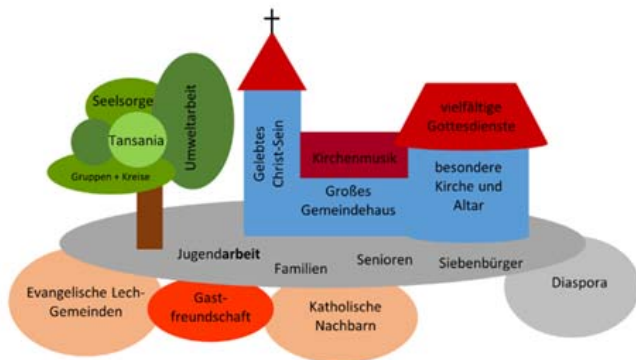 Seelsorge
Tansania
Umweltarbeit
Gruppen + Kreise
Gelebtes
Christ-Sein
Kirchenmusik
Großes
Gemeindehaus
vielfältige
Gottesdienste
besondere
Kirche und
Altar
Jugendarbeit
Familien
Senioren
Siebenbürger
Evangelische Lech-
Gemeinden
Gast-
freundschaft
Katholische
Nachbarn
Diaspora